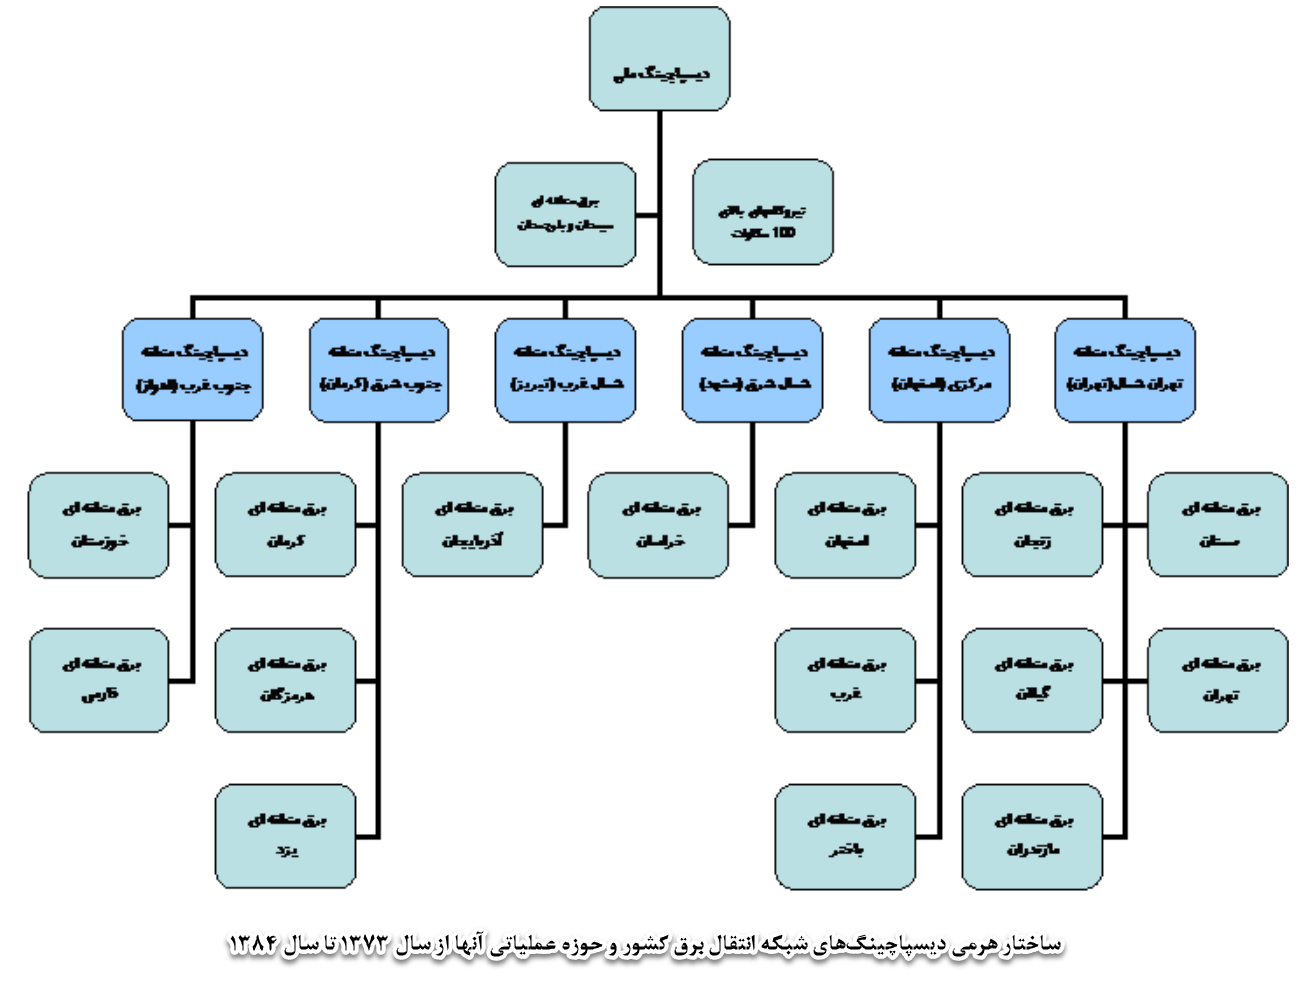 دیسپاچینگ ملی
برق منطقه ای
سیستان و بلوچستان
نیروگاههای بالای
100 مگاوات
دیسپاچینگ منطقه
تهران شمال(تهران)
دیسپاچینگ منطقه
مرکزی (اصفهان)
دیسپاچینگ منطقه
شمال شرق (مشهد)
دیسپاچینگ منطقه
شمال غرب (تبریز)
دیسپاچینگ منطقه
جنوب شرق (کرمان)
دیسپاچینگ منطقه
جنوب غرب (اهواز)
برق منطقه ای
سمنان
برق منطقه ای
زنجان
برق منطقه ای
اصفهان
برق منطقه ای
خراسان
برق منطقه ای
آذربایجان
برق منطقه ای
کرمان
برق منطقه ای
خوزستان
برق منطقه ای
تهران
برق منطقه ای
گیلان
برق منطقه ای
غرب
برق منطقه ای
هرمزگان
برق منطقه ای
فارس
برق منطقه ای
مازندران
برق منطقه ای
باختر
برق منطقه ای
یزد
ساختار هرمی دیسپاچینگ‌های شبکه انتقال برق کشور و حوزه عملیاتی آنها از سال ۱۳۷۳ تا سال ۱۳۸۴